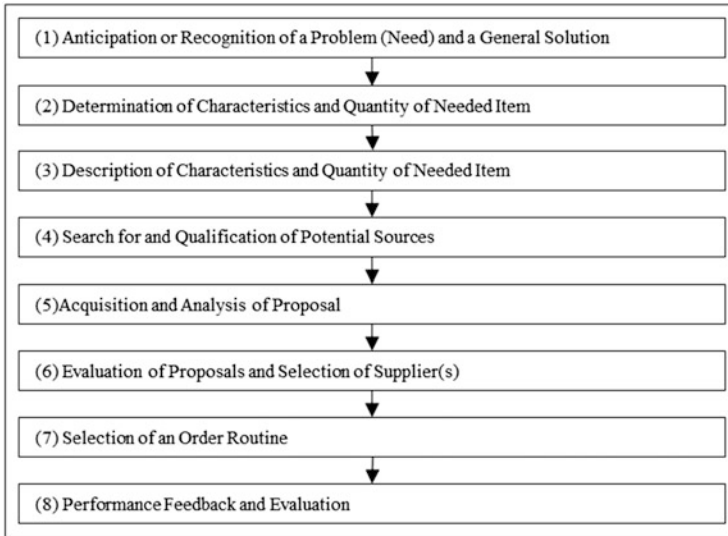 (1) Anticipation or Recognition of a Problem (Need) and a General Solution
(2) Determination of Characteristics and Quantity of Needed Item
(3) Description of Characteristics and Quantity of Needed Item
(4) Search for and Qualification of Potential Sources
(5)Acquisition and Analysis of Proposal
(6) Evaluation of Proposals and Selection of Supplier(s)
(7) Selection of an Order Routine
(8) Performance Feedback and Evaluation